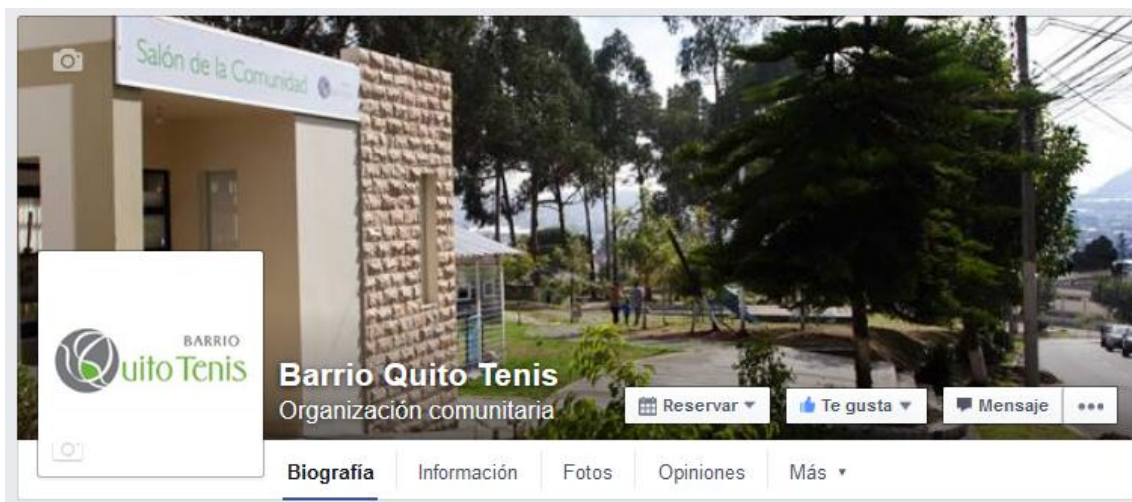 Salón de la Comunidad
BARRIO
Quito Tenis
Barrio Quito Tenis
Organización comunitaria
Reservar
Te gusta
Mensaje
Biografía
Información
Fotos
Opiniones
Más